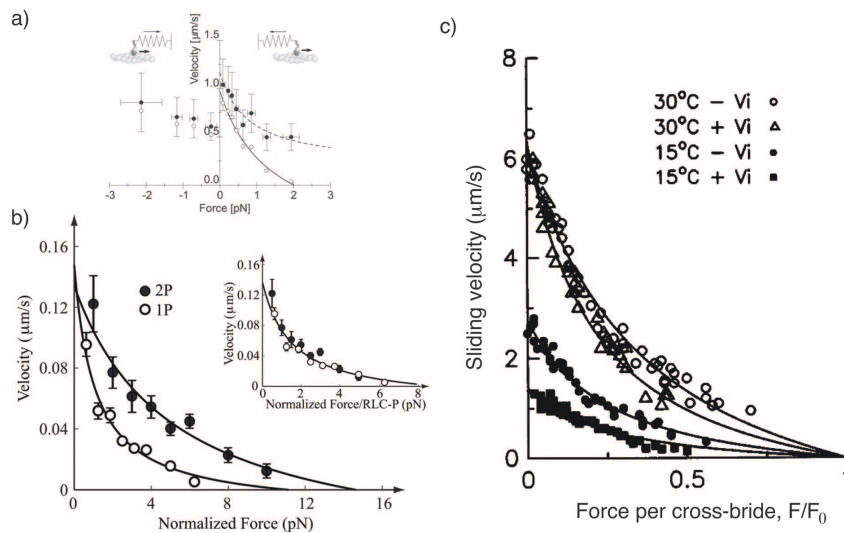 a)
Velocity [µm/s]
1.5
1.0
0.5
0.0
-3 -2 -1 0 1 2 3
Force [pN]
b)
0.16
0.12
0.08
0.04
0
Velocity (µm/s)
2P
1P
0 4 8 12 16
Normalized Force (pN)
0.16
0.12
0.08
0.04
0
Velocity (µm/s)
0 2 4 6 8
Normalized Force/RLC-P (pN)
c)
8
6
4
2
0
Sliding velocity (µm/s)
30°C – Vi
30°C + Vi
15°C – Vi
15°C + Vi
0 0.5 1
Force per cross-bride, F/F0